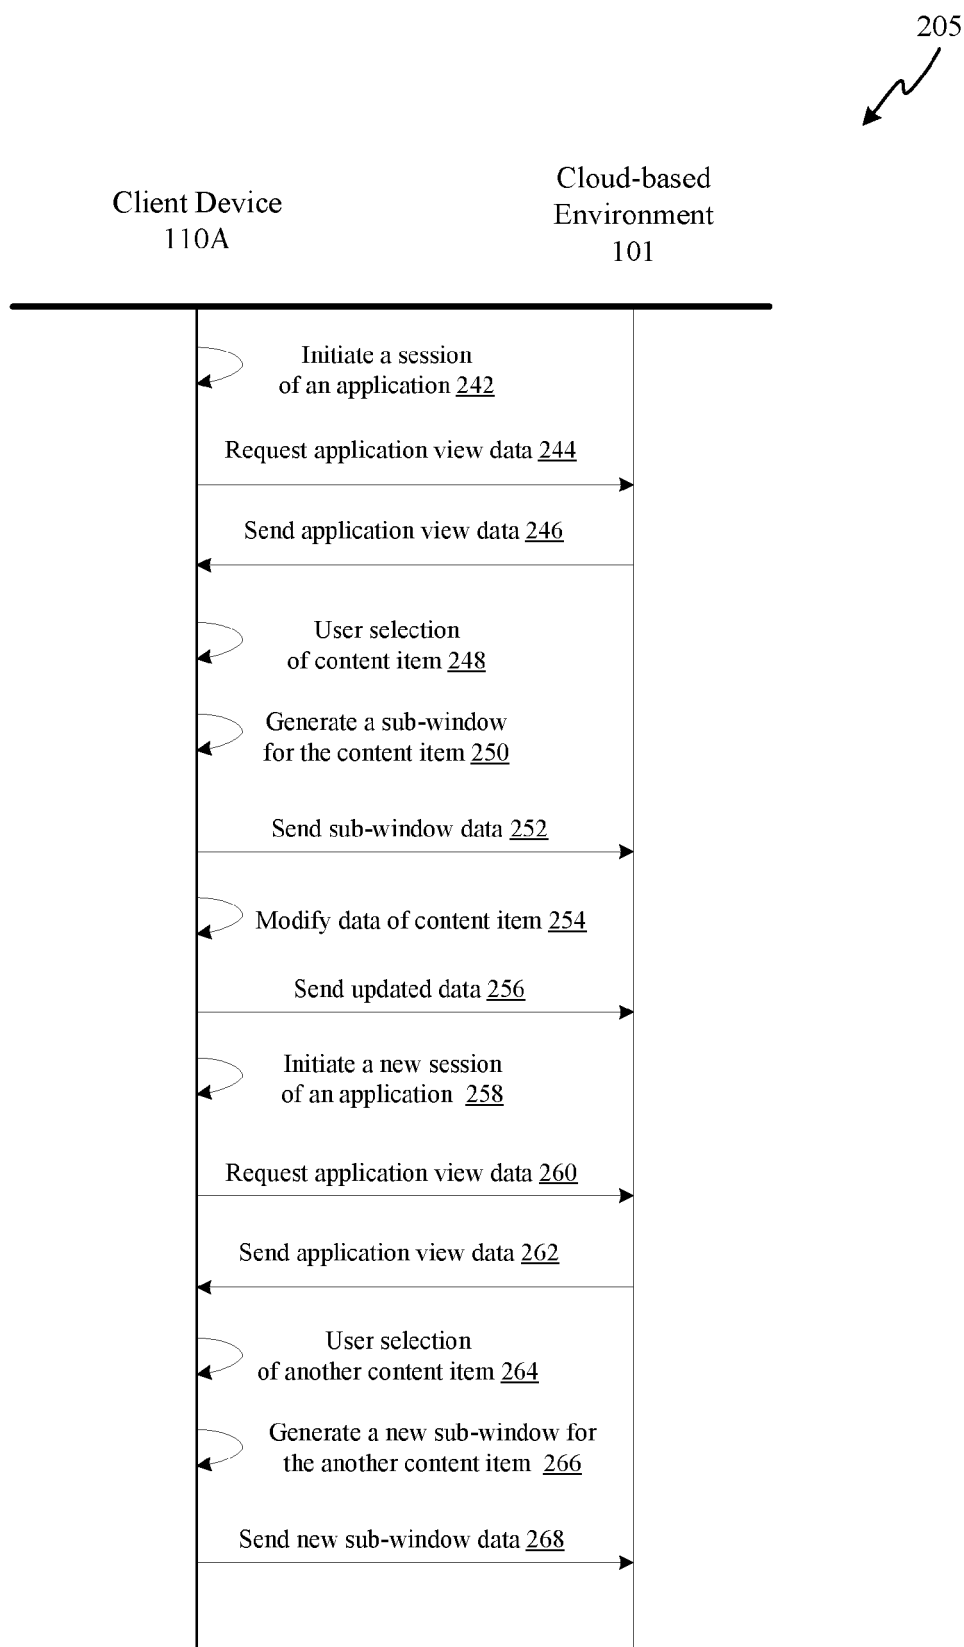 205
Client Device
110A
Cloud-based
Environment
101
Initiate a session
of an application 242
Request application view data 244
Send application view data 246
User selection
of content item 248
Generate a sub-window
for the content item 250
Send sub-window data 252
Modify data of content item 254
Send updated data 256
Initiate a new session
of an application 258
Request application view data 260
Send application view data 262
User selection
of another content item 264
Generate a new sub-window for
the another content item 266
Send new sub-window data 268